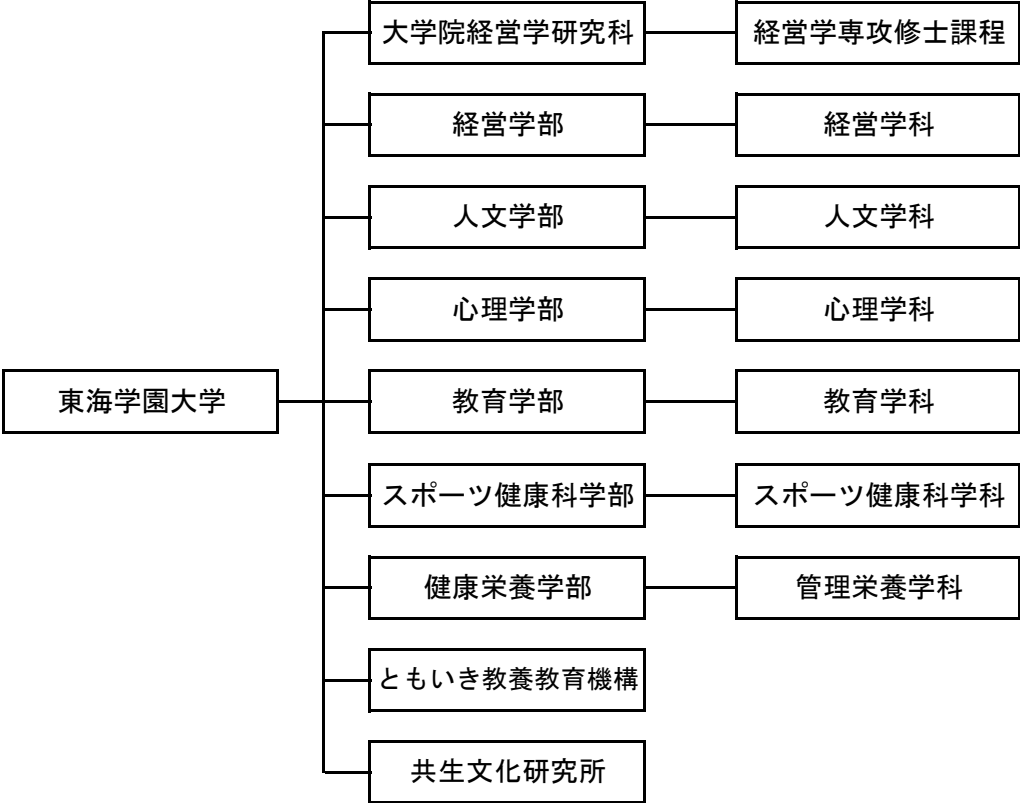 大学院経営学研究科
経営学専攻修士課程
経営学部
経営学科
人文学部
人文学科
心理学部
心理学科
東海学園大学
教育学部
教育学科
スポーツ健康科学部
スポーツ健康科学科
健康栄養学部
管理栄養学科
ともいき教養教育機構
共生文化研究所